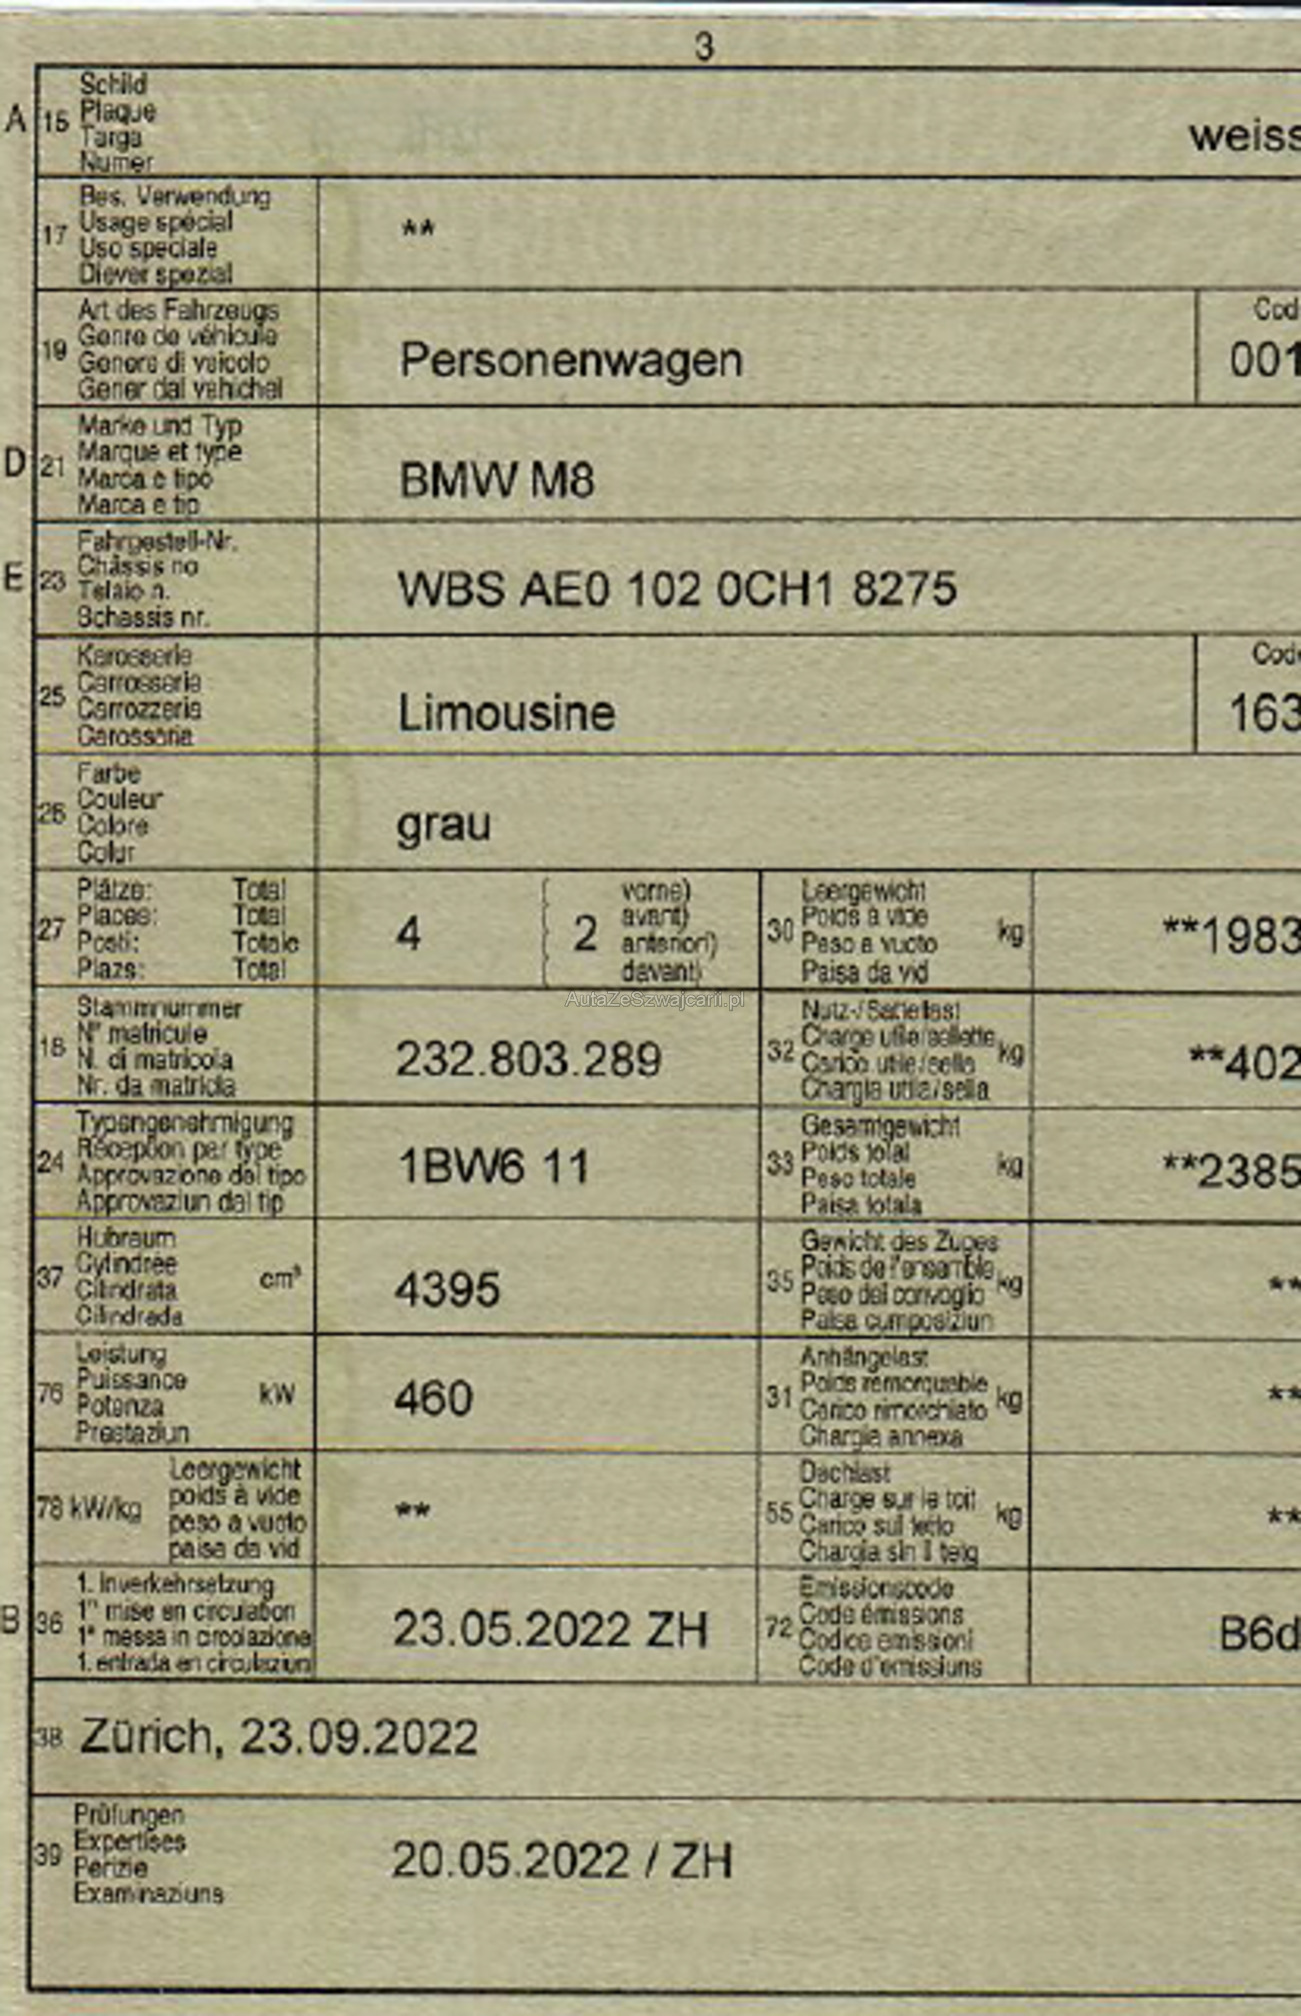 3
A 15 Schild
Plaque
Targa
Numer
weiss
17 Bes. Verwendung
Usage spécial
Uso speciale
Diever spezial
**
19 Art des Fahrzeugs
Genre de véhicule
Genere di veicolo
Gener dal vehichel
Personenwagen
Cod
001
D 21 Marke und Typ
Marque et type
Marca e tipo
Marca e tip
BMW M8
E 23 Fahrgestell-Nr.
Châssis no
Telaio n.
Schassis nr.
WBS AE0 102 0CH1 8275
25 Karosserie
Carrosserie
Carrozzeria
Carossaria
Limousine
Code
163
26 Farbe
Couleur
Colore
Colur
grau
27 Plätze: Total
Places: Total
Posti: Totale
Plazs: Total
4
2
vorne)
avant)
anteriori)
davant)
30 Leergewicht
Poids à vide
Peso a vuoto
Paisa da vid
kg
**1983
AutaZeSzwajcarii.pl
18 Stammnummer
N° matricule
N. di matricola
Nr. da matricla
232.803.289
32 Nutz-/Sattellast
Charge utile/sellette
Carico utile/sella
Chargia utila/sella
kg
**402
24 Typengenehmigung
Réception par type
Approvazione del tipo
Approvaziun dal tip
1BW6 11
33 Gesamtgewicht
Poids total
Peso totale
Paisa totala
kg
**2385
37 Hubraum
Cylindrée
Cilindrata
Cilindrada
cm³
4395
35 Gewicht des Zuges
Poids de l'ensemble
Peso del convoglio
Paisa cumposiziun
kg
**
76 Leistung
Puissance
Potenza
Prestaziun
kW
460
31 Anhängelast
Poids remorquable
Carico rimorchiato
Chargia annexa
kg
**
78 kW/kg
Leergewicht
poids à vide
peso a vuoto
paisa da vid
**
55 Dachlast
Charge sur le toit
Carico sul tetto
Chargia sin il tetg
kg
**
B 36 1. Inverkehrsetzung
1re mise en circulation
1a messa in circolazione
1. entrada en circulaziun
23.05.2022 ZH
72 Emissionscode
Code émissions
Codice emissioni
Code d'emissiuns
B6d
38 Zürich, 23.09.2022
39 Prüfungen
Expertises
Perizie
Examinaziuns
20.05.2022 / ZH